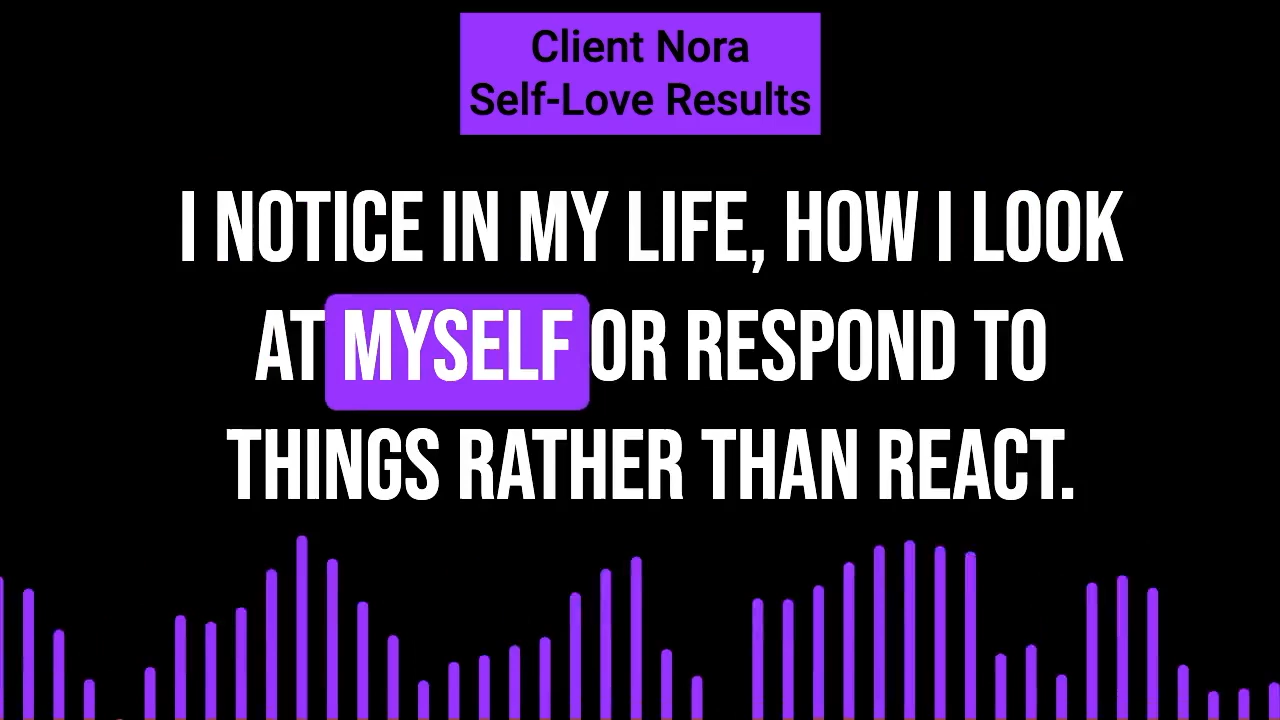 Client Nora
Self-Love Results
I NOTICE IN MY LIFE, HOW I LOOK
AT MYSELF OR RESPOND TO
THINGS RATHER THAN REACT.